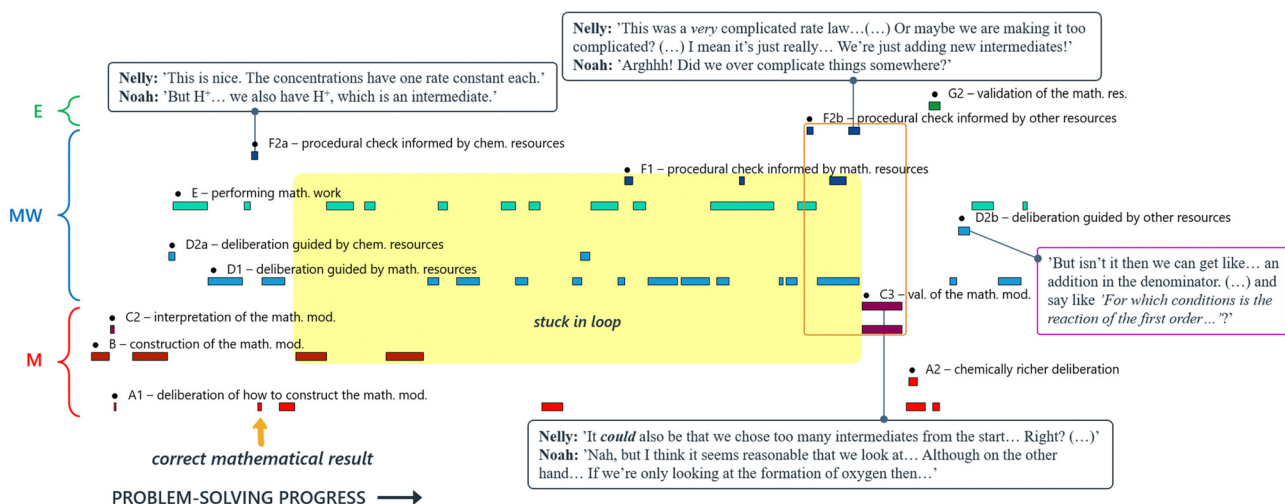 Nelly: 'This was a very complicated rate law…(…) Or maybe we are making it too
complicated? (…) I mean it's just really… We're just adding new intermediates!'
Noah: 'Arghhh! Did we over complicate things somewhere?'
Nelly: 'This is nice. The concentrations have one rate constant each.'
Noah: 'But H⁺… we also have H⁺, which is an intermediate.'
E
G2 – validation of the math. res.
F2b – procedural check informed by other resources
F2a – procedural check informed by chem. resources
F1 – procedural check informed by math. resources
E – performing math. work
MW
D2b – deliberation guided by other resources
D2a – deliberation guided by chem. resources
D1 – deliberation guided by math. resources
'But isn't it then we can get like… an
addition in the denominator. (…) and
say like 'For which conditions is the
reaction of the first order…'?'
C3 – val. of the math. mod.
C2 – interpretation of the math. mod.
stuck in loop
B – construction of the math. mod.
M
A2 – chemically richer deliberation
A1 – deliberation of how to construct the math. mod.
Nelly: 'It could also be that we chose too many intermediates from the start… Right? (…)'
Noah: 'Nah, but I think it seems reasonable that we look at… Although on the other
hand… If we're only looking at the formation of oxygen then…'
correct mathematical result
PROBLEM-SOLVING PROGRESS